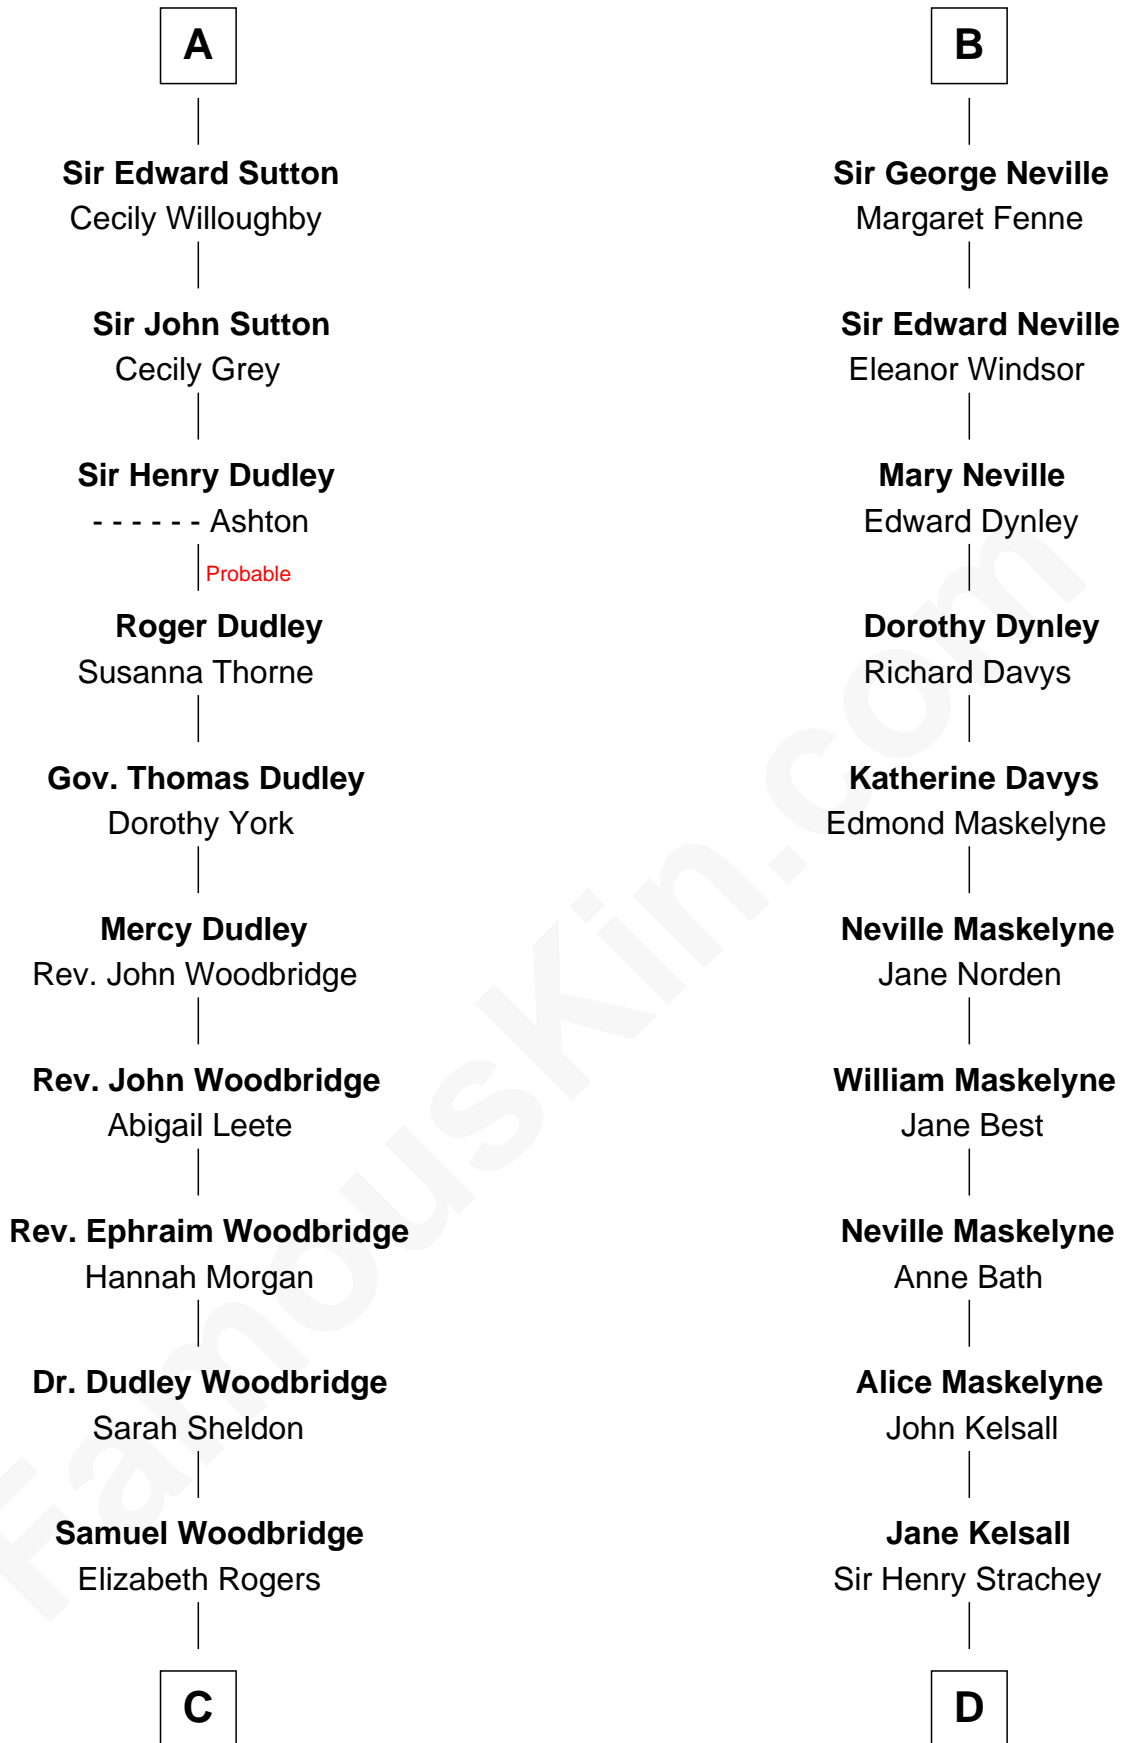 A
Sir Edward Sutton
Cecily Willoughby
Sir John Sutton
Cecily Grey
Sir Henry Dudley
- - - - - - Ashton
Probable
Roger Dudley
Susanna Thorne
Gov. Thomas Dudley
Dorothy York
Mercy Dudley
Rev. John Woodbridge
Rev. John Woodbridge
Abigail Leete
Rev. Ephraim Woodbridge
Hannah Morgan
Dr. Dudley Woodbridge
Sarah Sheldon
Samuel Woodbridge
Elizabeth Rogers
C
B
Sir George Neville
Margaret Fenne
Sir Edward Neville
Eleanor Windsor
Mary Neville
Edward Dynley
Dorothy Dynley
Richard Davys
Katherine Davys
Edmond Maskelyne
Neville Maskelyne
Jane Norden
William Maskelyne
Jane Best
Neville Maskelyne
Anne Bath
Alice Maskelyne
John Kelsall
Jane Kelsall
Sir Henry Strachey
D
FamousKin.com